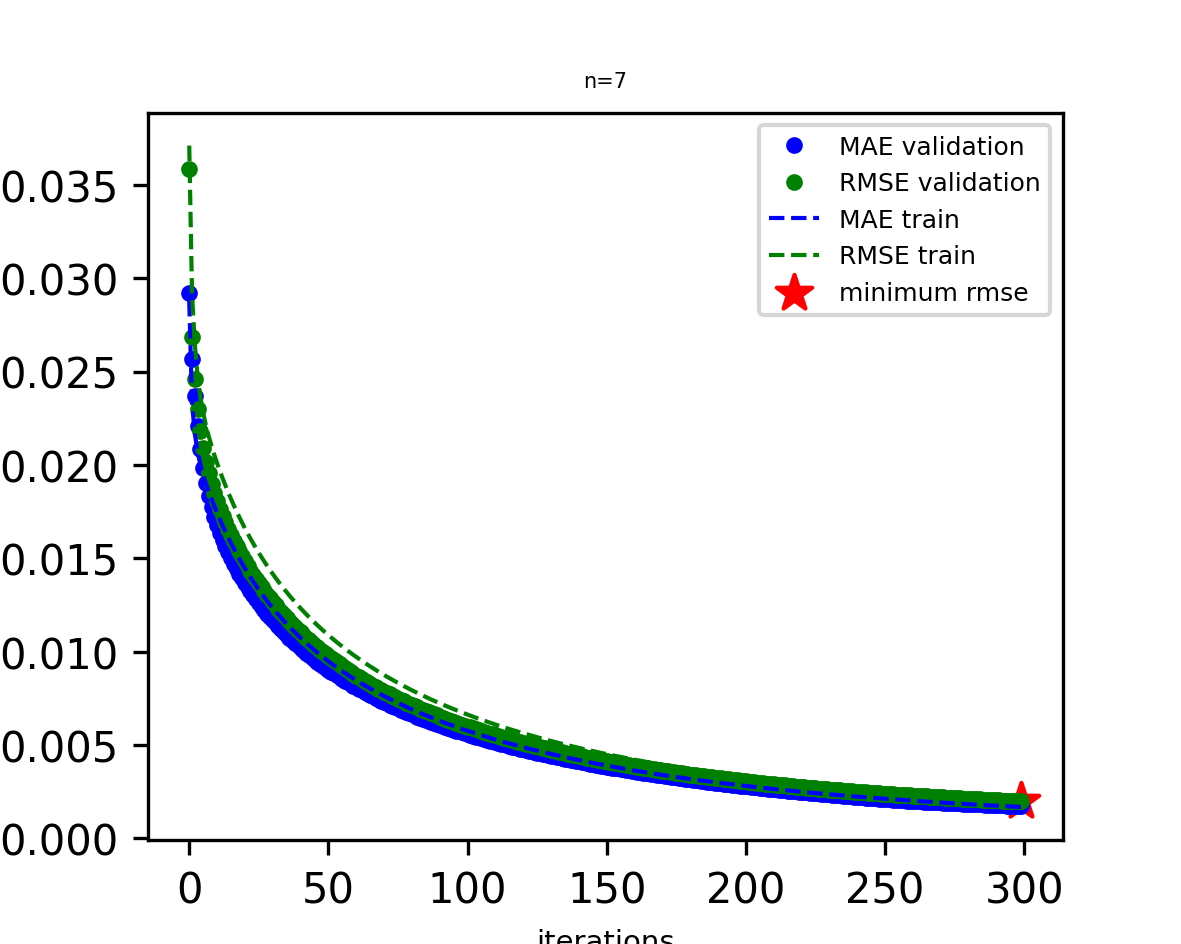 n=7
MAE validation
RMSE validation
MAE train
RMSE train
minimum rmse
0.035
0.030
0.025
0.020
0.015
0.010
0.005
0.000
0 50 100 150 200 250 300
iterations